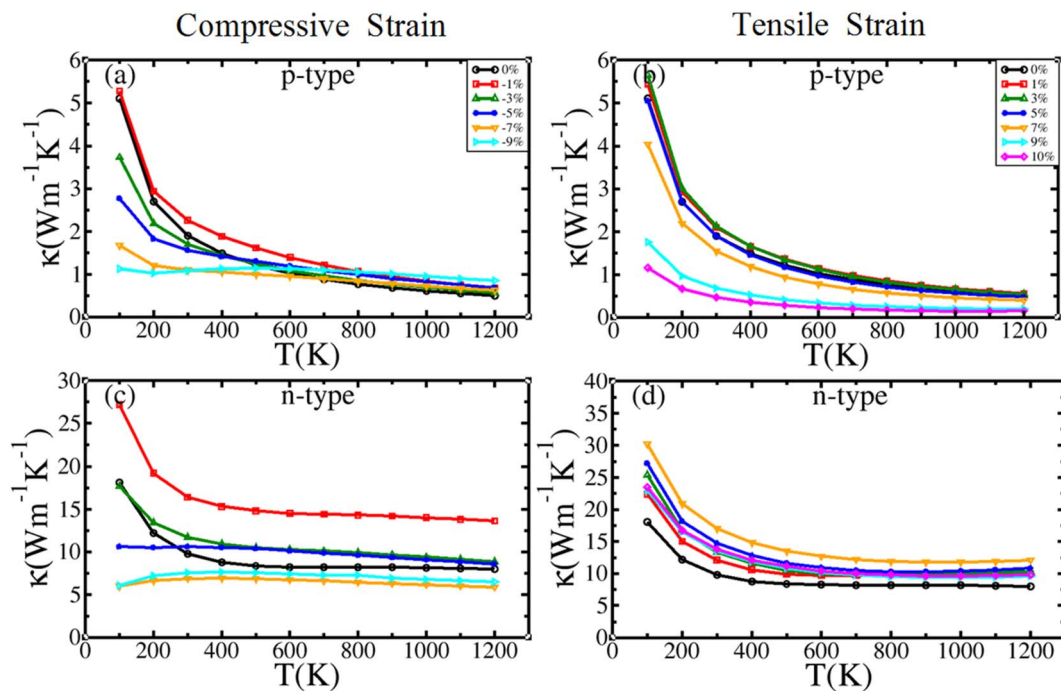 Compressive Strain
Tensile Strain
(a)
p-type
0%
-1%
-3%
-5%
-7%
-9%
κ(Wm⁻¹K⁻¹)
6
5
4
3
2
1
0
0 200 400 600 800 1000 1200
T(K)
(b)
p-type
0%
1%
3%
5%
7%
9%
10%
κ(Wm⁻¹K⁻¹)
6
5
4
3
2
1
0
0 200 400 600 800 1000 1200
T(K)
(c)
n-type
κ(Wm⁻¹K⁻¹)
30
25
20
15
10
5
0
0 200 400 600 800 1000 1200
T(K)
(d)
n-type
κ(Wm⁻¹K⁻¹)
40
35
30
25
20
15
10
5
0
0 200 400 600 800 1000 1200
T(K)